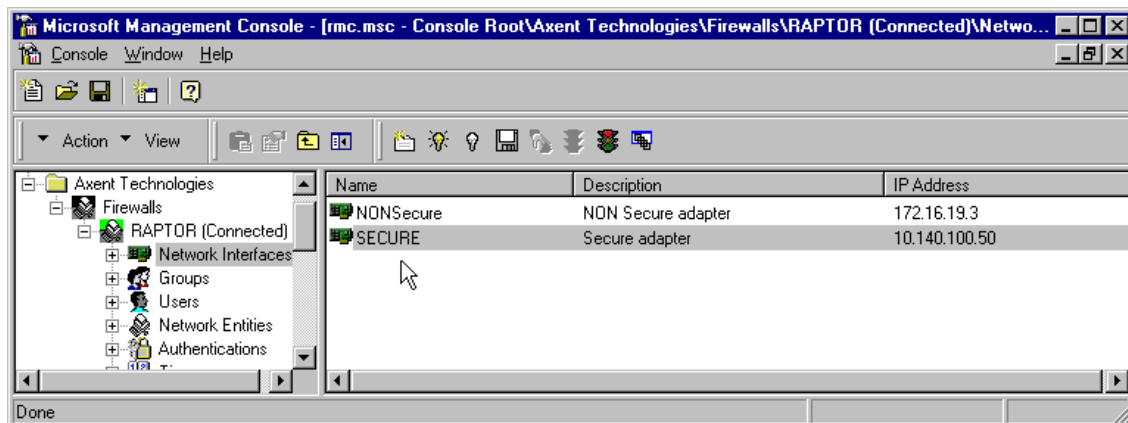 Microsoft Management Console - [rmc.msc - Console Root\Axent Technologies\Firewalls\RAPTOR (Connected)\Netwo...
Console Window Help
Action View
Axent Technologies
Firewalls
RAPTOR (Connected)
Network Interfaces
Groups
Users
Network Entities
Authentications
Name Description IP Address
NONSecure NON Secure adapter 172.16.19.3
SECURE Secure adapter 10.140.100.50
Done